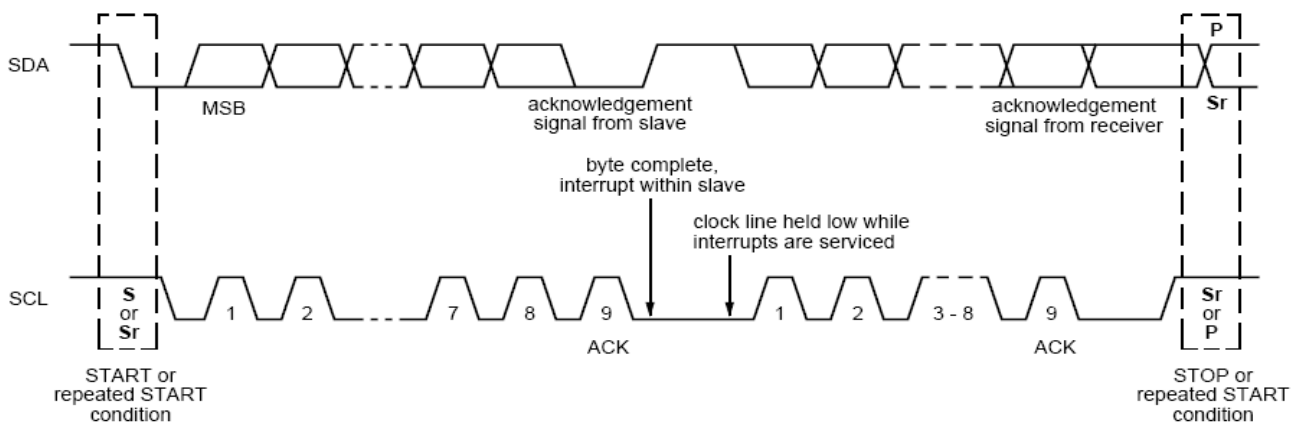 P
SDA
MSB
acknowledgement
signal from slave
acknowledgement
signal from receiver
Sr
byte complete,
interrupt within slave
clock line held low while
interrupts are serviced
SCL
S
or
Sr
1
2
7
8
9
1
2
3 - 8
9
Sr
or
P
ACK
ACK
START or
repeated START
condition
STOP or
repeated START
condition